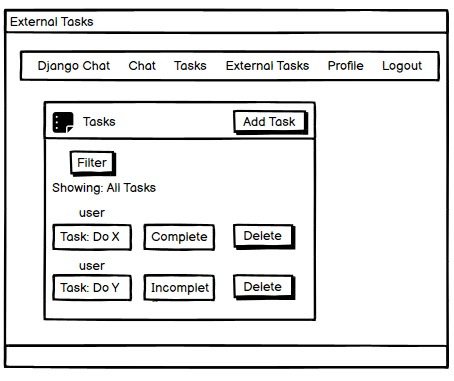 External Tasks
Django Chat Chat Tasks External Tasks Profile Logout
Tasks Add Task
Filter
Showing: All Tasks
user
Task: Do X Complete Delete
user
Task: Do Y Incomplet Delete